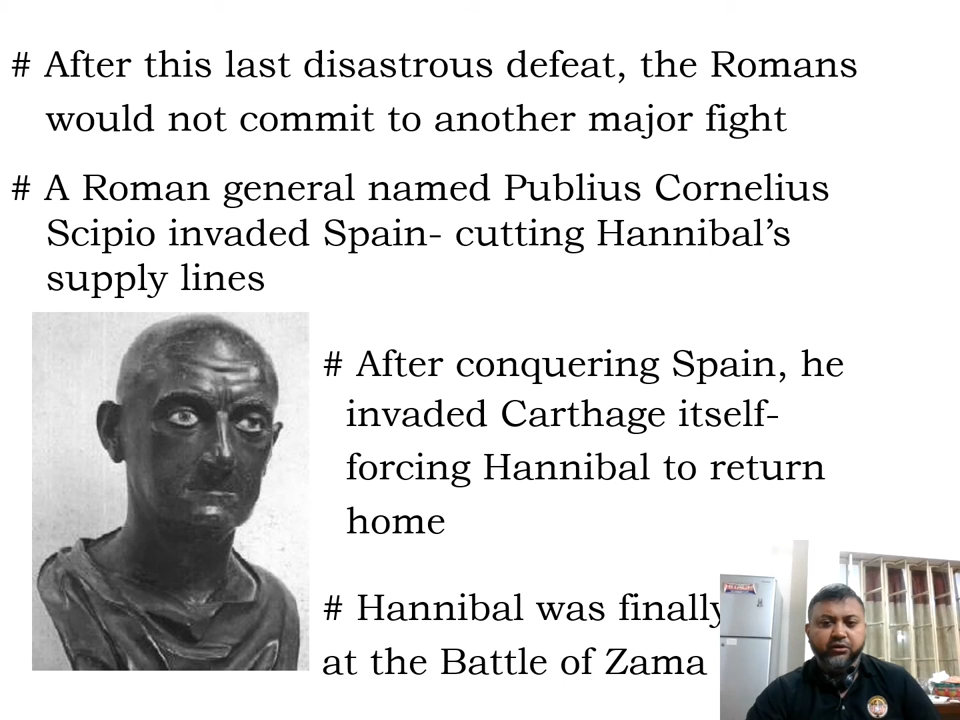 # After this last disastrous defeat, the Romans
would not commit to another major fight
# A Roman general named Publius Cornelius
Scipio invaded Spain- cutting Hannibal’s
supply lines
# After conquering Spain, he
invaded Carthage itself-
forcing Hannibal to return
home
# Hannibal was finally
at the Battle of Zama